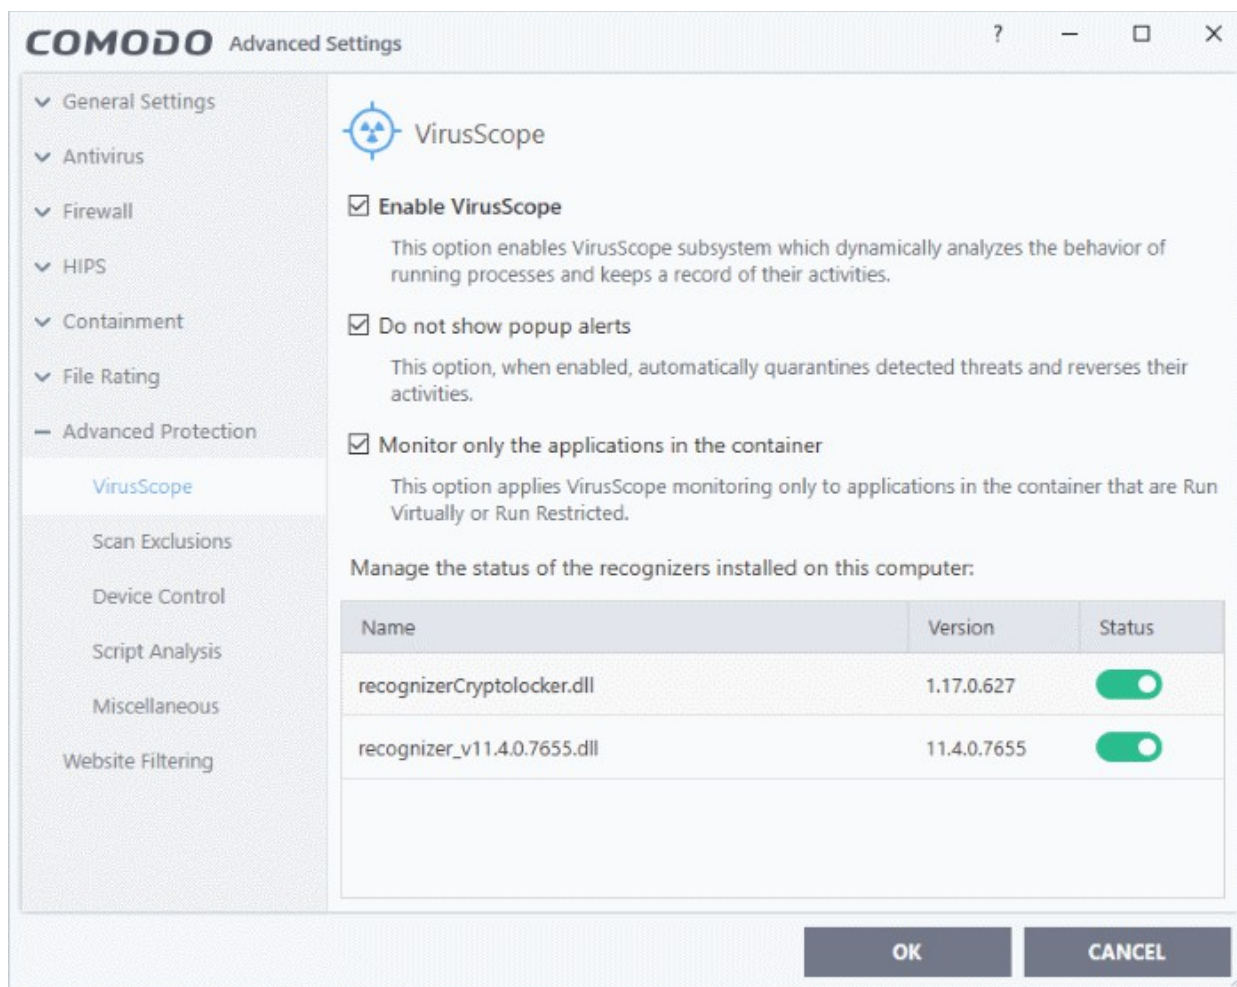 COMODO Advanced Settings ?
General Settings
Antivirus
Firewall
HIPS
Containment
File Rating
Advanced Protection
VirusScope
Scan Exclusions
Device Control
Script Analysis
Miscellaneous
Website Filtering
VirusScope
Enable VirusScope
This option enables VirusScope subsystem which dynamically analyzes the behavior of
running processes and keeps a record of their activities.
Do not show popup alerts
This option, when enabled, automatically quarantines detected threats and reverses their
activities.
Monitor only the applications in the container
This option applies VirusScope monitoring only to applications in the container that are Run
Virtually or Run Restricted.
Manage the status of the recognizers installed on this computer:
Name Version Status
recognizerCryptolocker.dll 1.17.0.627
recognizer_v11.4.0.7655.dll 11.4.0.7655
OK CANCEL